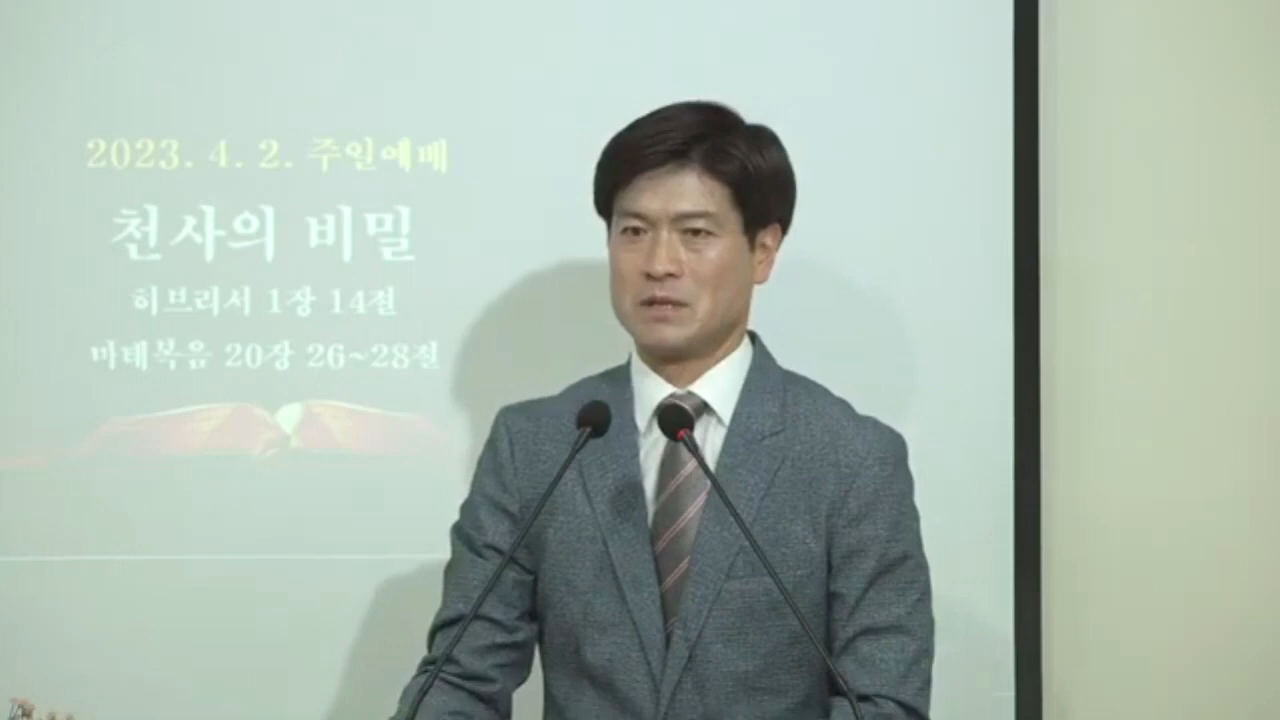 2023. 4. 2. 주일예배
천사의 비밀
히브리서 1장 14절
마태복음 20장 26~28절